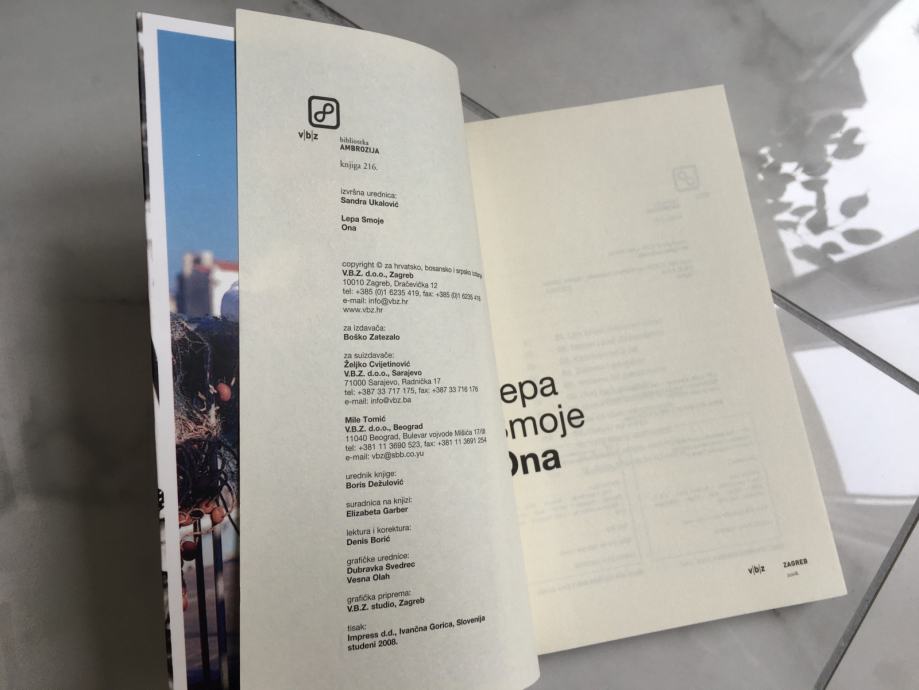 v|b|z
biblioteka
AMBROZIJA
knjiga 216.
izvršna urednica:
Sandra Ukalović
Lepa Smoje
Ona
copyright © za hrvatsko, bosansko i srpsko
V.B.Z. d.o.o., Zagreb
10010 Zagreb, Dračevička 12
tel: +385 (0)1 6235 419, fax: +385 (0)1 6235 418
e-mail: info@vbz.hr
www.vbz.hr
za izdavača:
Boško Zatezalo
za suizdavače:
Željko Cvijetinović
V.B.Z. d.o.o., Sarajevo
71000 Sarajevo, Radnička 17
tel: +387 33 717 175, fax: +387 33 716 176
e-mail: info@vbz.ba
Mile Tomić
V.B.Z. d.o.o., Beograd
11040 Beograd, Bulevar vojvode Mišića 17/III
tel: +381 11 3690 523, fax: +381 11 3691 254
e-mail: vbz@sbb.co.yu
urednik knjige:
Boris Dežulović
suradnica na knjizi:
Elizabeta Garber
lektura i korektura:
Denis Borić
grafičke urednice:
Dubravka Svedrec
Vesna Olah
grafička priprema:
V.B.Z. studio, Zagreb
tisak:
Impress d.d., Ivančna Gorica, Slovenija
studeni 2008.
epa
moje
Ona
v|b|z
ZAGREB
2008.